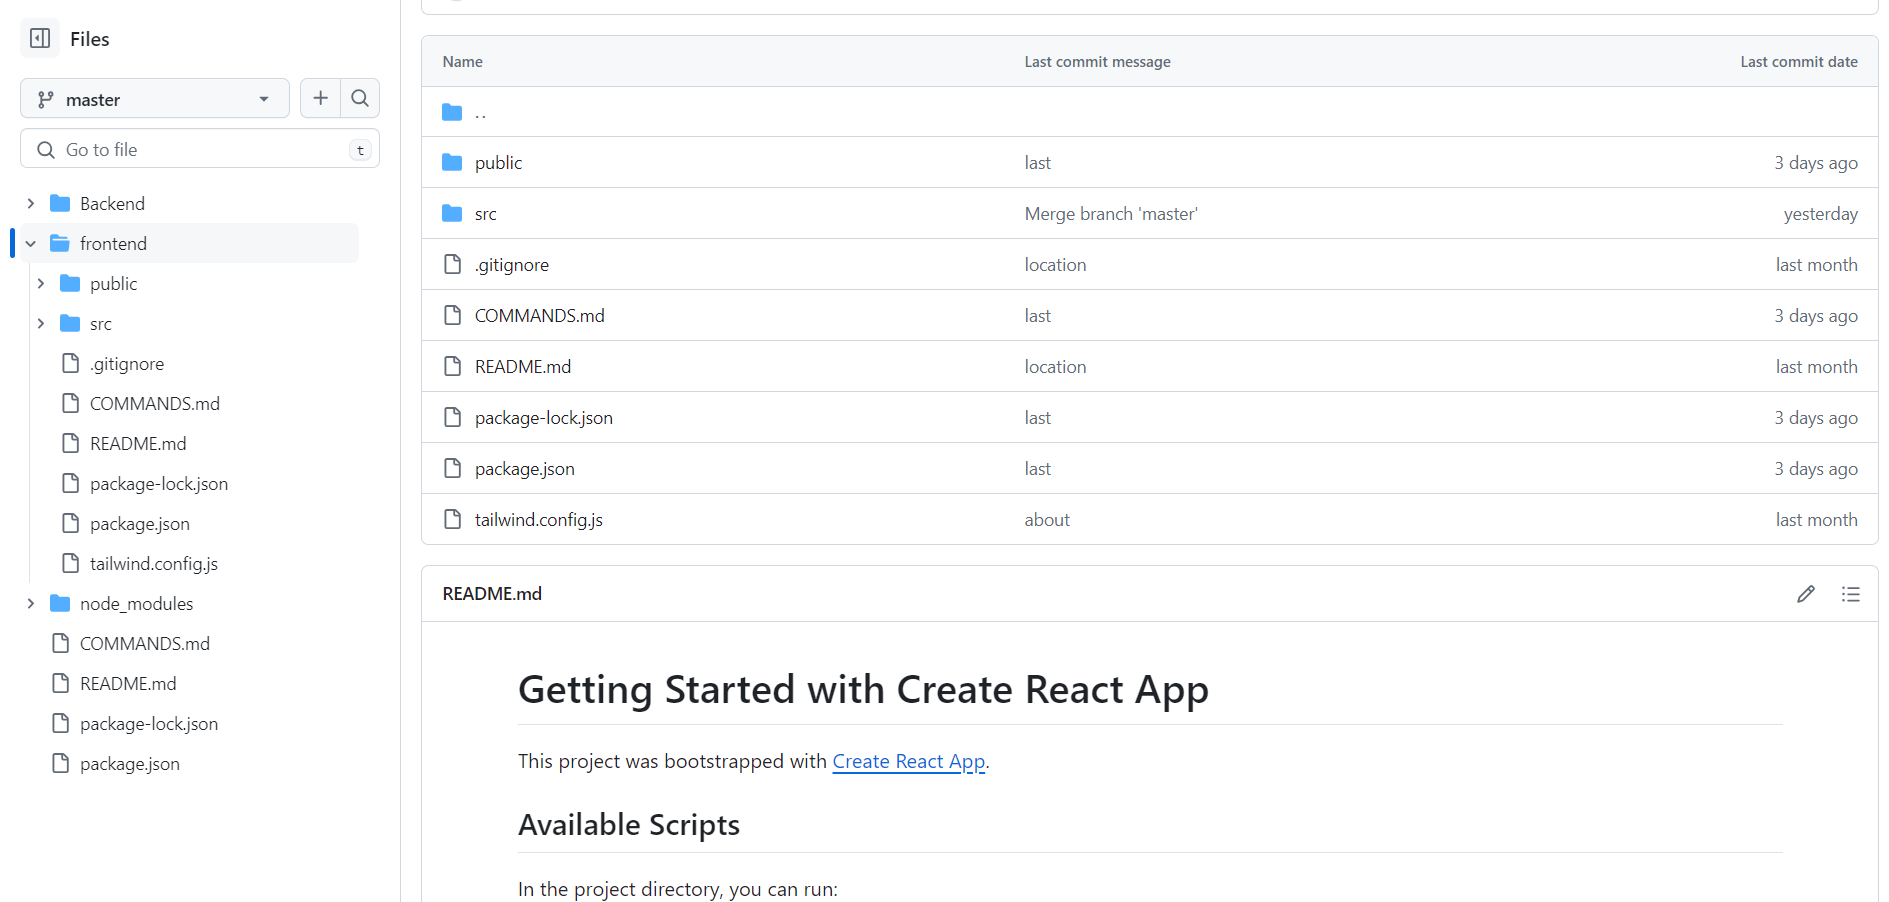 Files
master
Go to file
t
Backend
frontend
public
src
.gitignore
COMMANDS.md
README.md
package-lock.json
package.json
tailwind.config.js
node_modules
COMMANDS.md
README.md
package-lock.json
package.json
Name Last commit message Last commit date
..
public last 3 days ago
src Merge branch 'master' yesterday
.gitignore location last month
COMMANDS.md last 3 days ago
README.md location last month
package-lock.json last 3 days ago
package.json last 3 days ago
tailwind.config.js about last month
README.md
Getting Started with Create React App
This project was bootstrapped with Create React App.
Available Scripts
In the project directory, you can run: